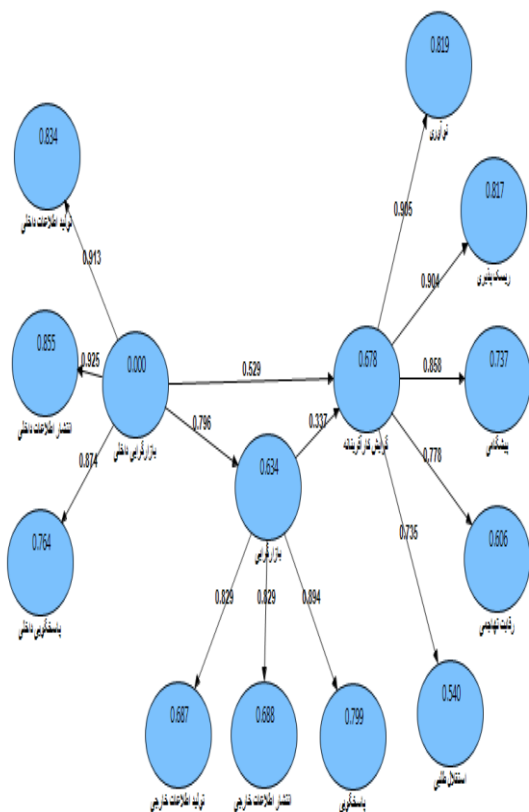 0.819
نوآوری
0.834
تولید اطلاعات داخلی
0.817
ریسک پذیری
0.905
0.904
0.913
0.855
انتشار اطلاعات داخلی
0.925
0.000
بازارگرایی داخلی
0.529
0.678
گرایش کارآفرینانه
0.858
0.737
پیشگامی
0.796
0.337
0.874
0.778
0.634
بازارگرایی
0.735
0.764
پاسخگویی داخلی
0.606
رقابت تهاجمی
0.829
0.829
0.894
0.687
تولید اطلاعات خارجی
0.688
انتشار اطلاعات خارجی
0.799
پاسخگویی
0.540
استقلال طلبی